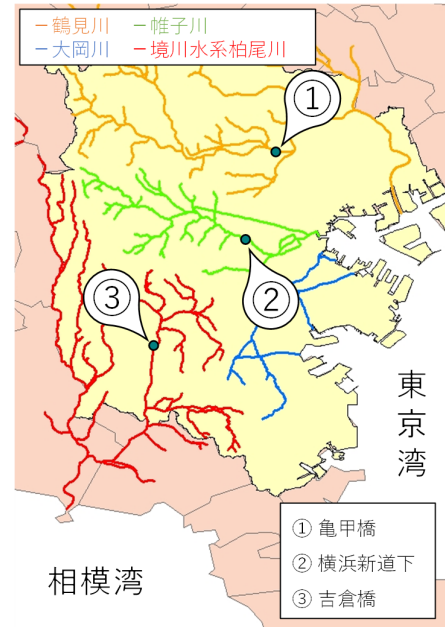 鶴見川 帷子川
大岡川 境川水系柏尾川
①
②
③
東京湾
相模湾
① 亀甲橋
② 横浜新道下
③ 吉倉橋